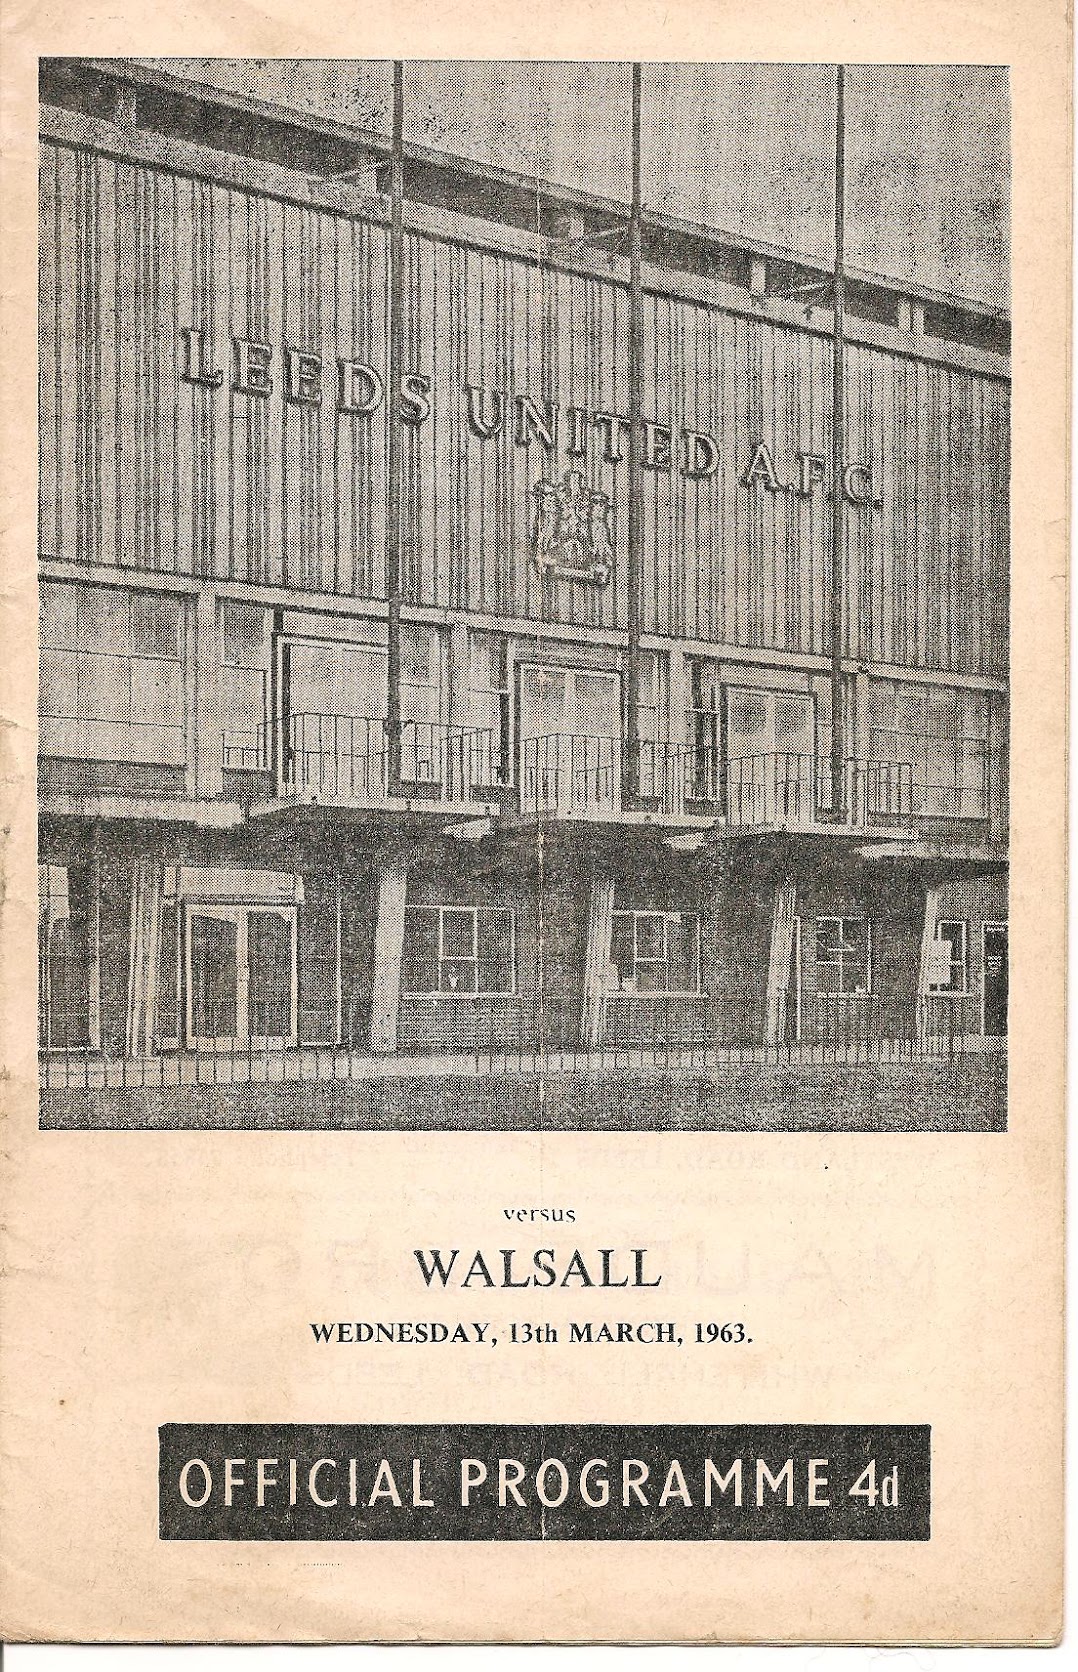 LEEDS UNITED A.F.C.
versus
WALSALL
WEDNESDAY, 13th MARCH, 1963.
OFFICIAL PROGRAMME 4d